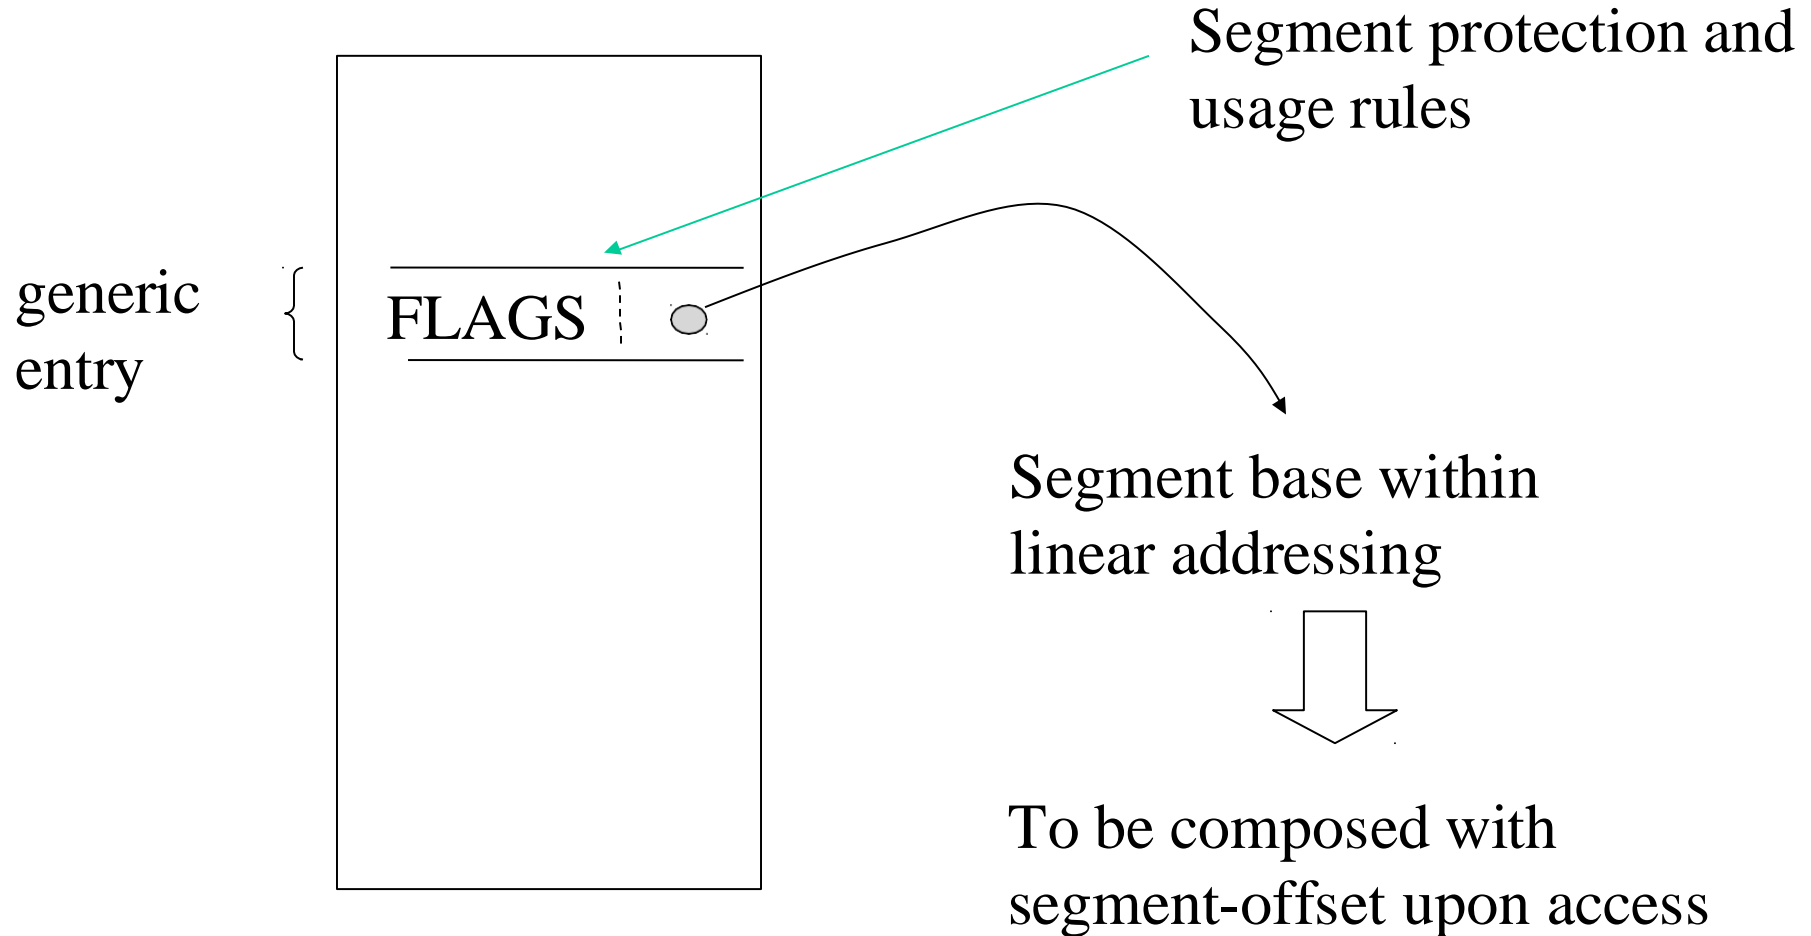 Segment protection and
usage rules
generic
entry
FLAGS
Segment base within
linear addressing
To be composed with
segment-offset upon access